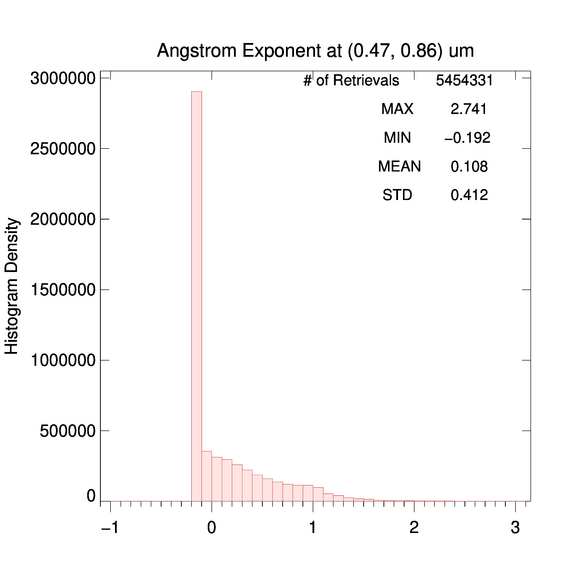 Angstrom Exponent at (0.47, 0.86) um
# of Retrievals 5454331
MAX 2.741
MIN −0.192
MEAN 0.108
STD 0.412
Histogram Density
3000000
2500000
2000000
1500000
1000000
500000
0
−1 0 1 2 3